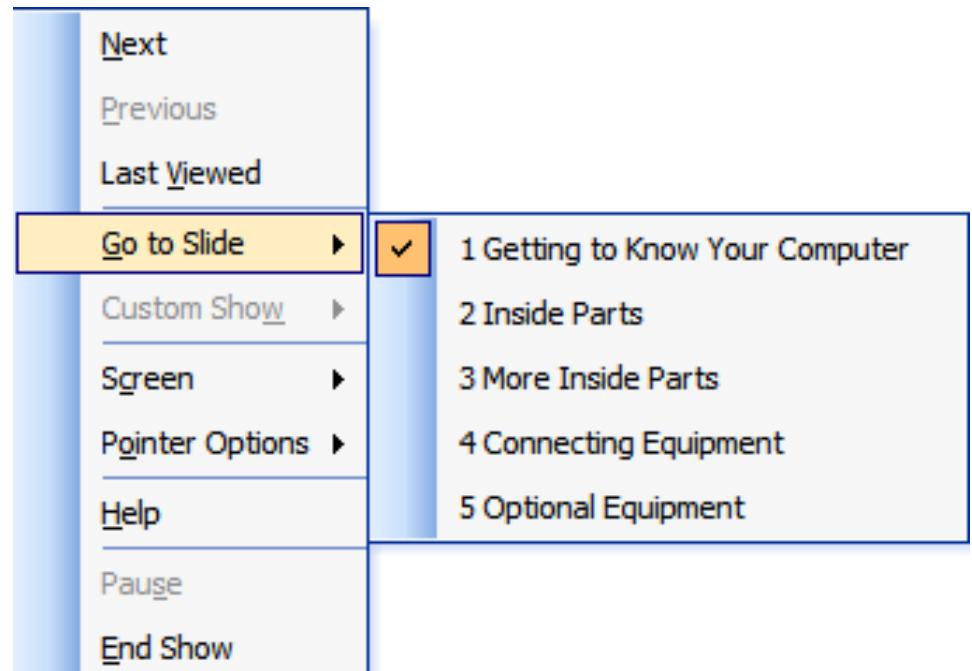 Next
Previous
Last Viewed
Go to Slide
Custom Show
Screen
Pointer Options
Help
Pause
End Show
1 Getting to Know Your Computer
2 Inside Parts
3 More Inside Parts
4 Connecting Equipment
5 Optional Equipment